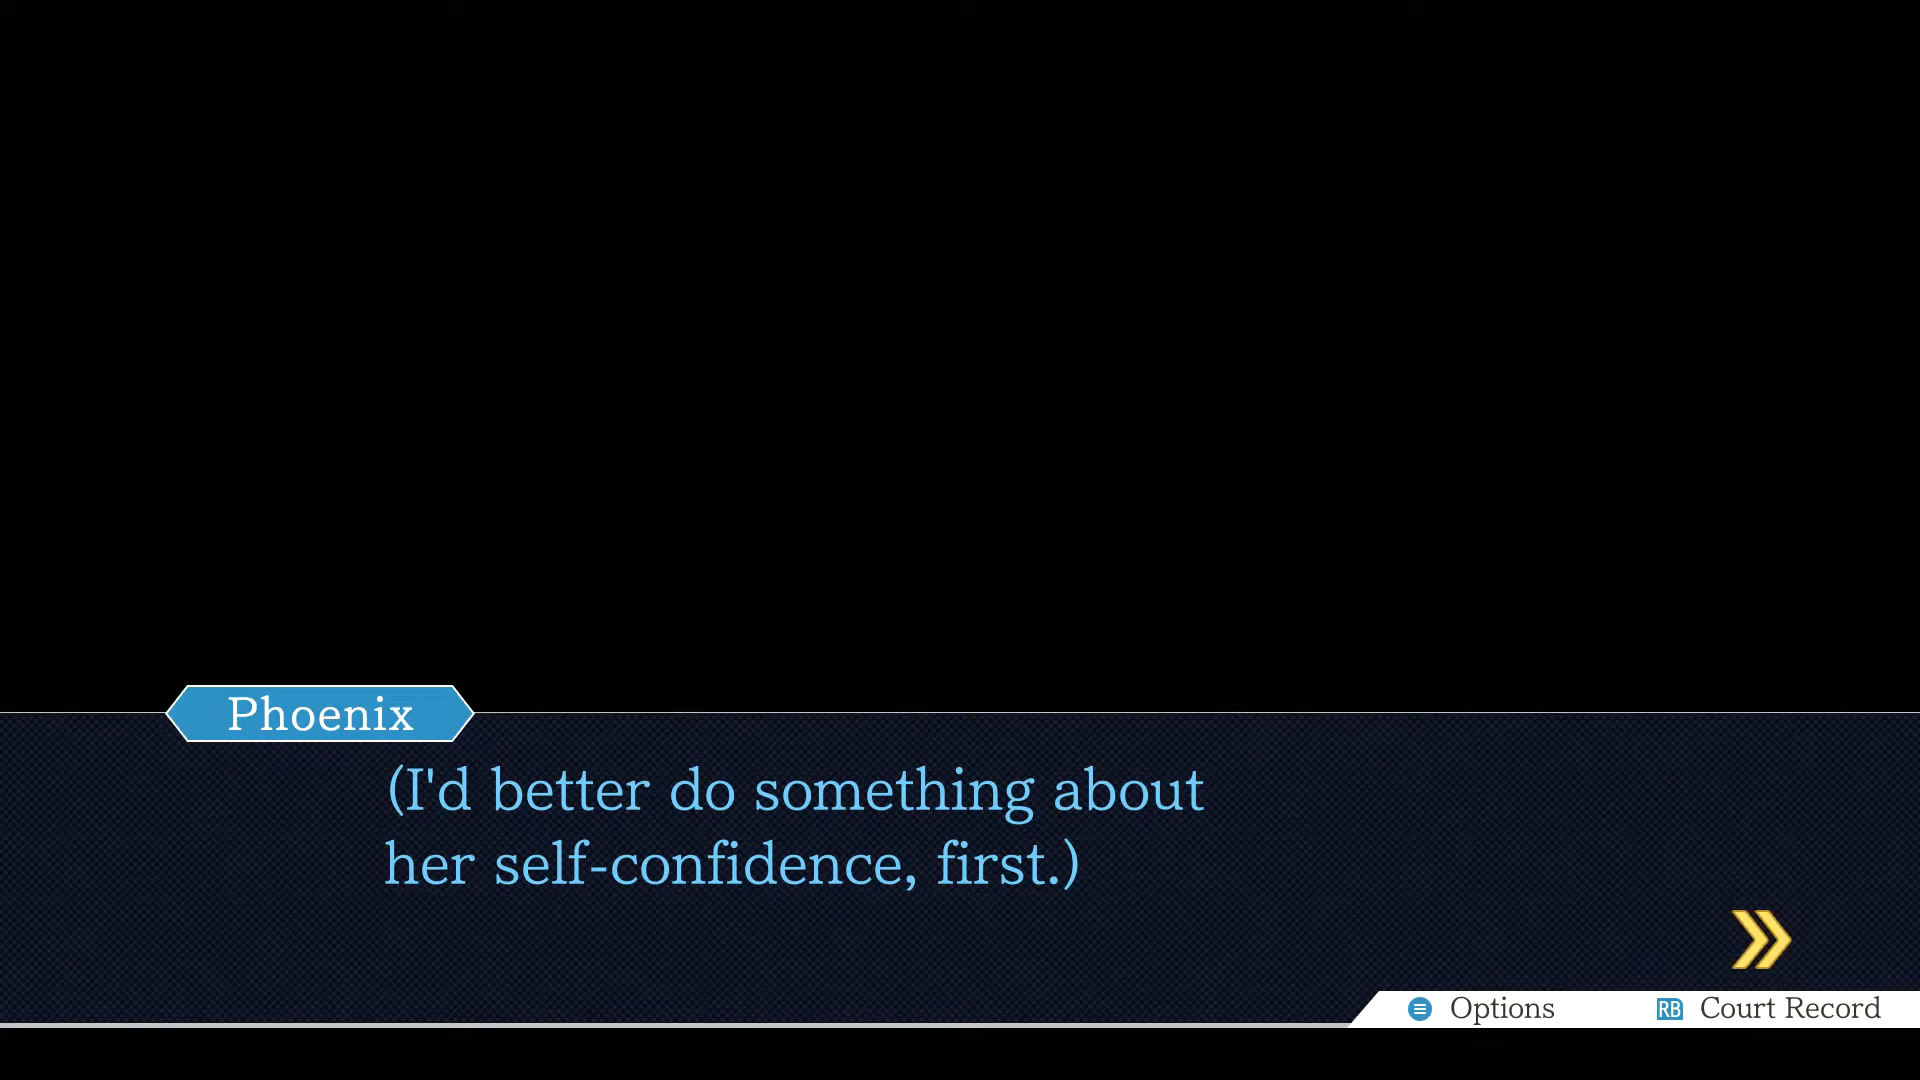 Phoenix
(I'd better do something about
her self-confidence, first.)
Options
RB Court Record